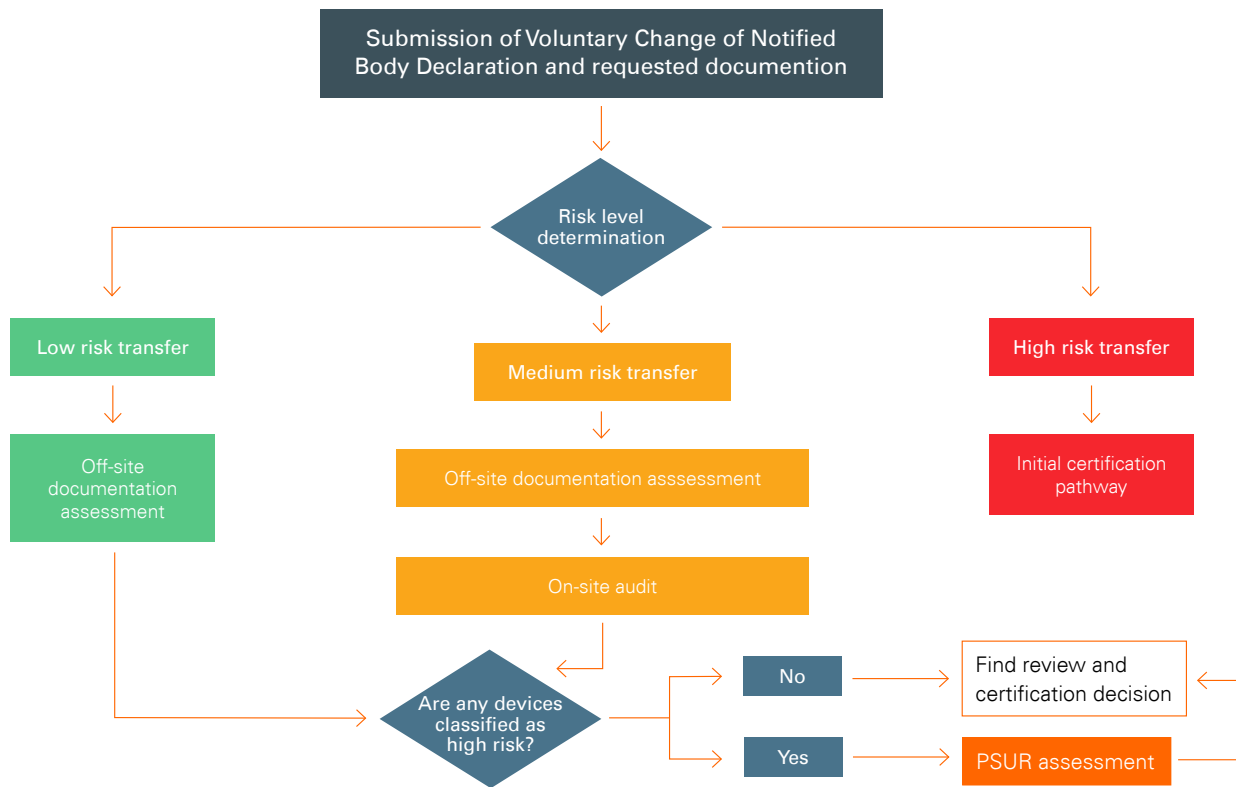 Submission of Voluntary Change of Notified
Body Declaration and requested documention
Risk level
determination
Low risk transfer
Medium risk transfer
High risk transfer
Off-site
documentation
assessment
Off-site documentation asssessment
Initial certification
pathway
On-site audit
Are any devices
classified as
high risk?
No
Find review and
certification decision
Yes
PSUR assessment